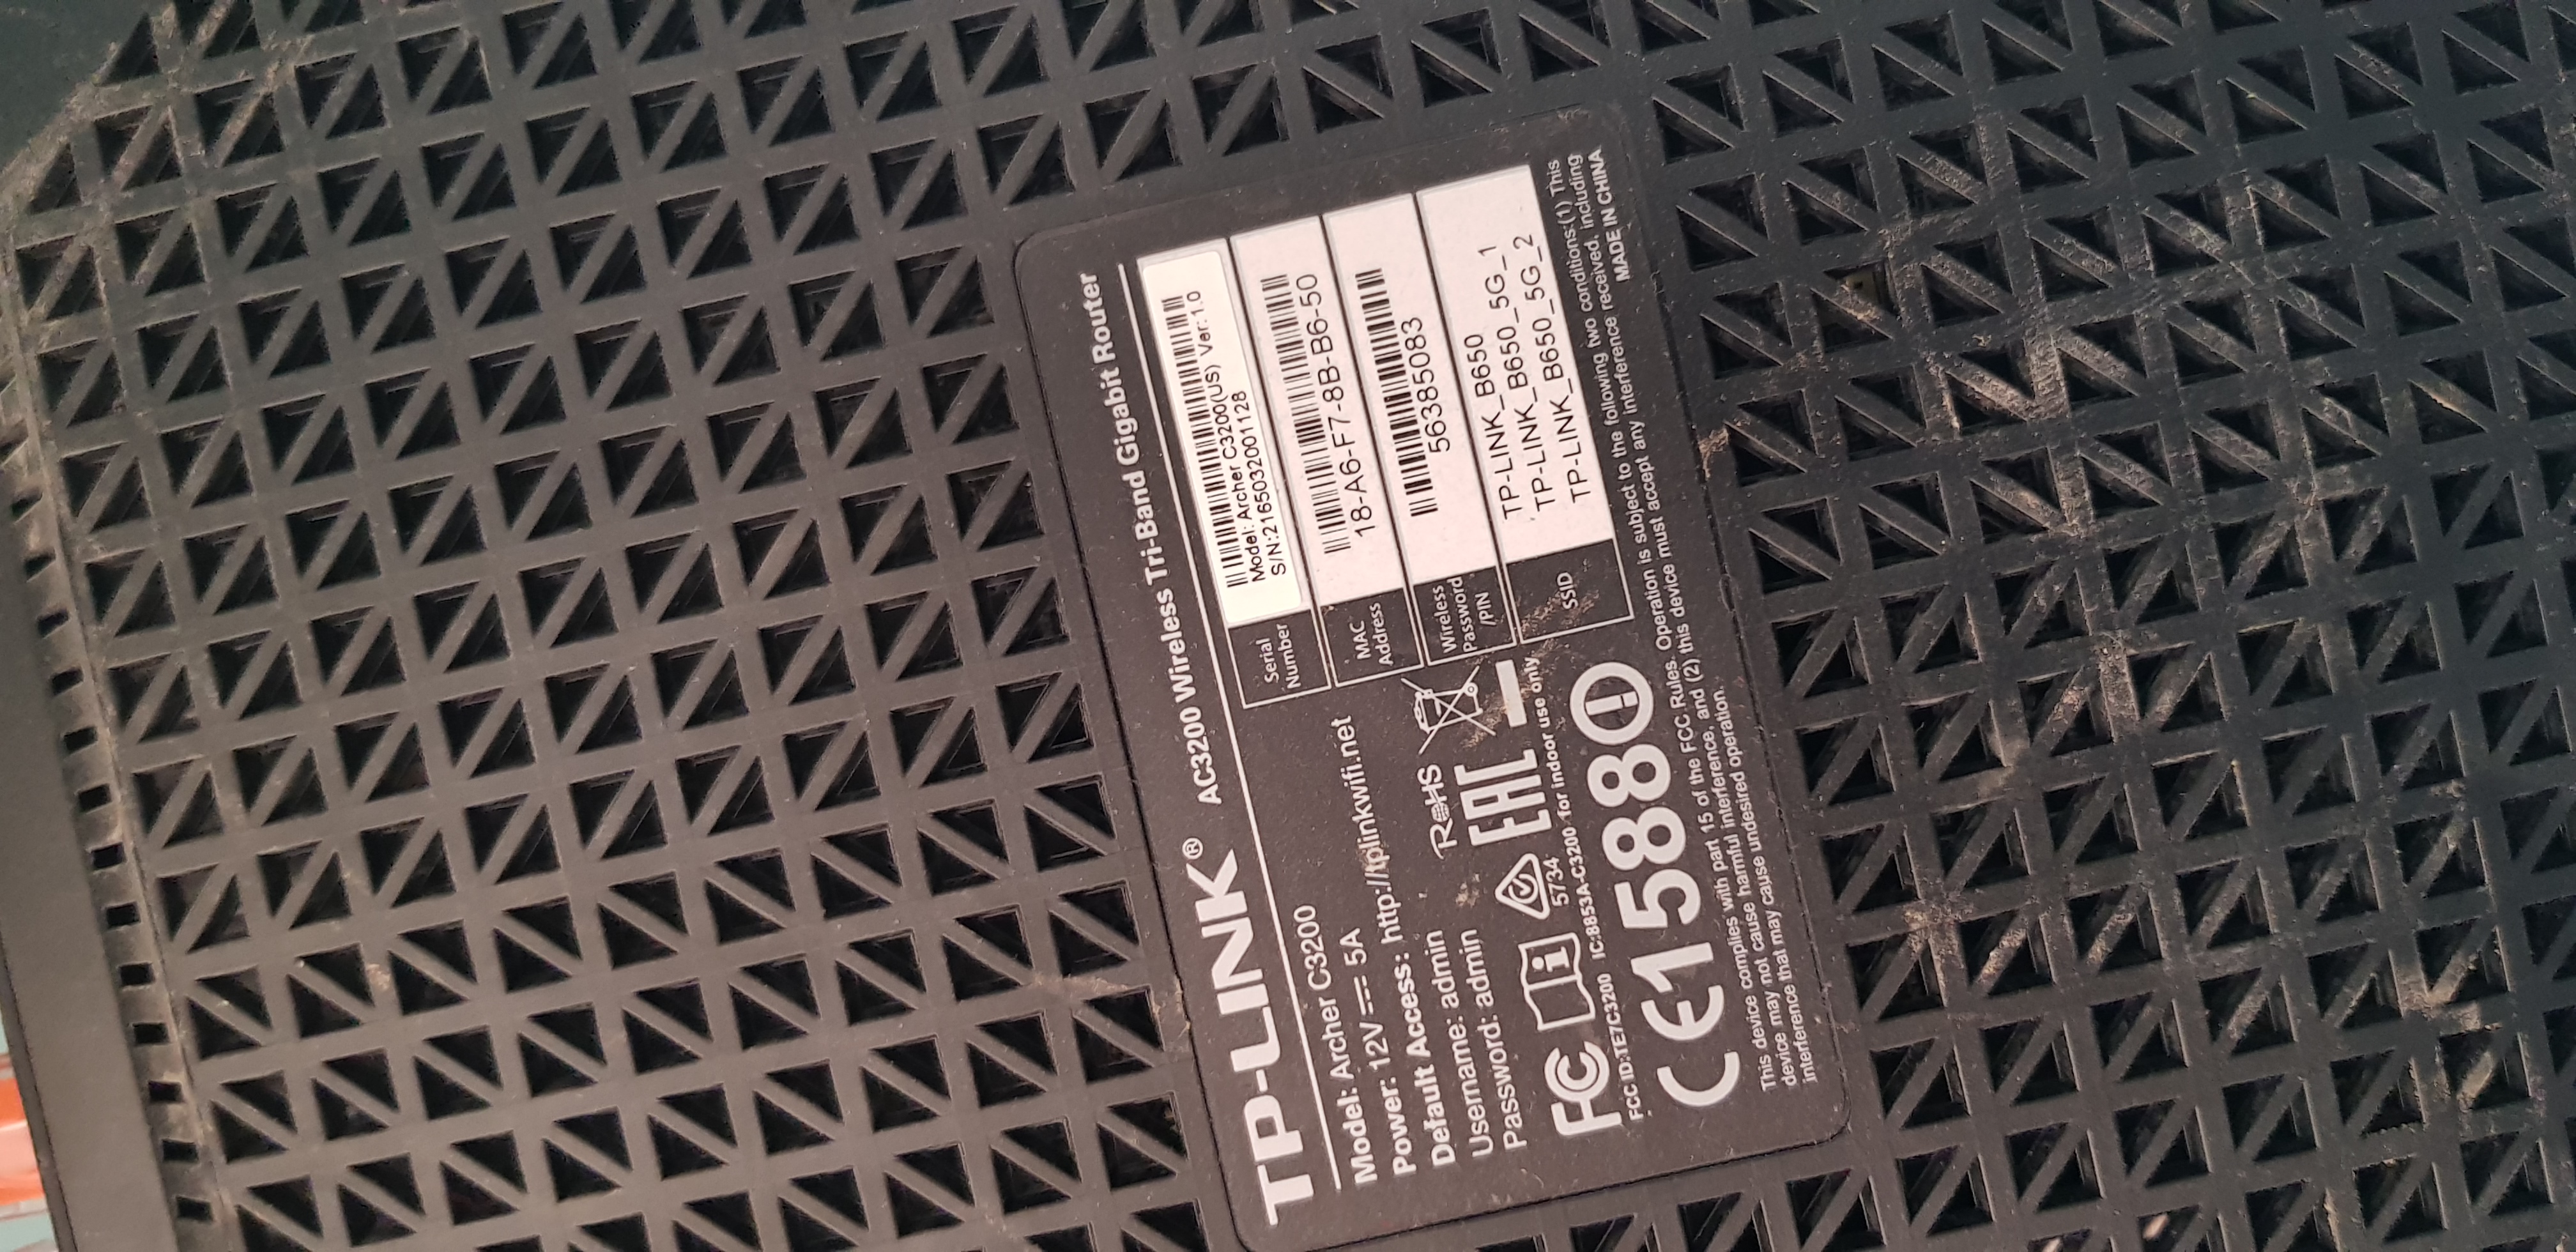 TP-LINK® AC3200 Wireless Tri-Band Gigabit Router
Model: Archer C3200
Power: 12V⎓5A
Default Access: http://tplinkwifi.net
Username: admin
Password: admin
RoHS
EAC
5734 for indoor use only
FC
FCC ID:TE7C3200 IC:8853A-C3200
CE1588
Serial
Number
Model: Archer C3200(US) Ver:1.0
S/N:2165032001128
MAC
Address
18-A6-F7-8B-B6-50
Wireless
Password
/PIN
56385083
SSID
TP-LINK_B650
TP-LINK_B650_5G_1
TP-LINK_B650_5G_2
This device complies with part 15 of the FCC Rules. Operation is subject to the following two conditions:(1) This
device may not cause harmful interference, and (2) this device must accept any interference received, including
interference that may cause undesired operation.
MADE IN CHINA